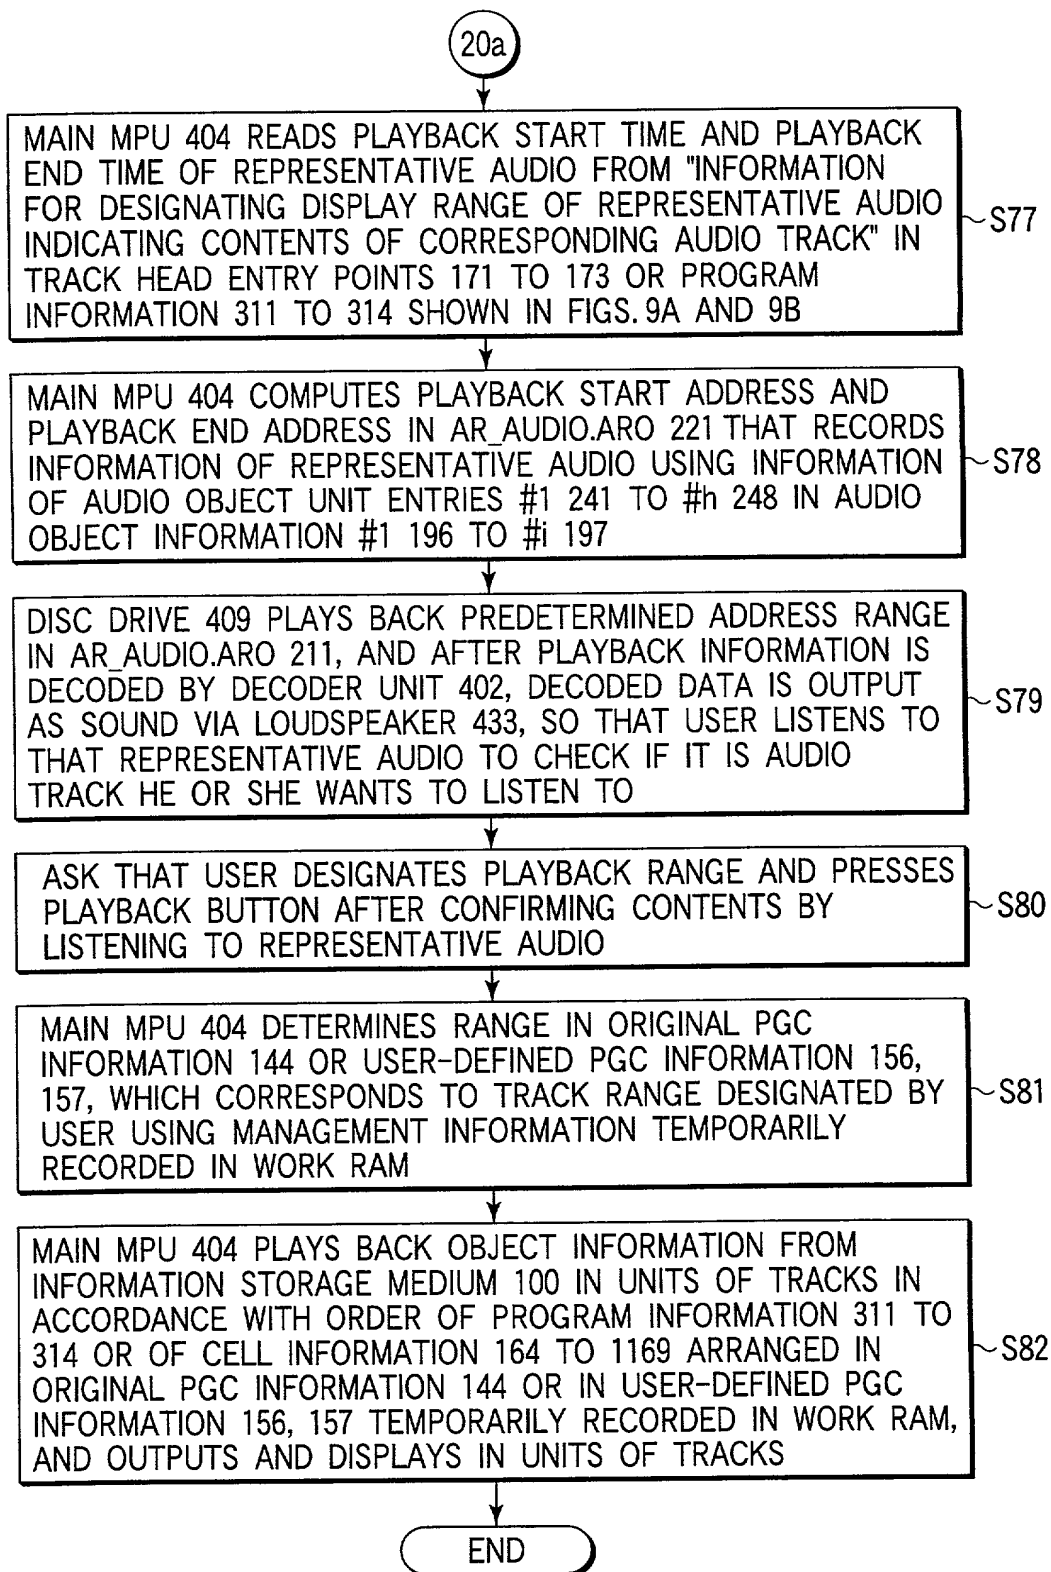 20a
MAIN MPU 404 READS PLAYBACK START TIME AND PLAYBACK
END TIME OF REPRESENTATIVE AUDIO FROM "INFORMATION
FOR DESIGNATING DISPLAY RANGE OF REPRESENTATIVE AUDIO
INDICATING CONTENTS OF CORRESPONDING AUDIO TRACK" IN
TRACK HEAD ENTRY POINTS 171 TO 173 OR PROGRAM
INFORMATION 311 TO 314 SHOWN IN FIGS. 9A AND 9B
S77
MAIN MPU 404 COMPUTES PLAYBACK START ADDRESS AND
PLAYBACK END ADDRESS IN AR_AUDIO.ARO 221 THAT RECORDS
INFORMATION OF REPRESENTATIVE AUDIO USING INFORMATION
OF AUDIO OBJECT UNIT ENTRIES #1 241 TO #h 248 IN AUDIO
OBJECT INFORMATION #1 196 TO #i 197
S78
DISC DRIVE 409 PLAYS BACK PREDETERMINED ADDRESS RANGE
IN AR_AUDIO.ARO 211, AND AFTER PLAYBACK INFORMATION IS
DECODED BY DECODER UNIT 402, DECODED DATA IS OUTPUT
AS SOUND VIA LOUDSPEAKER 433, SO THAT USER LISTENS TO
THAT REPRESENTATIVE AUDIO TO CHECK IF IT IS AUDIO
TRACK HE OR SHE WANTS TO LISTEN TO
S79
ASK THAT USER DESIGNATES PLAYBACK RANGE AND PRESSES
PLAYBACK BUTTON AFTER CONFIRMING CONTENTS BY
LISTENING TO REPRESENTATIVE AUDIO
S80
MAIN MPU 404 DETERMINES RANGE IN ORIGINAL PGC
INFORMATION 144 OR USER-DEFINED PGC INFORMATION 156,
157, WHICH CORRESPONDS TO TRACK RANGE DESIGNATED BY
USER USING MANAGEMENT INFORMATION TEMPORARILY
RECORDED IN WORK RAM
S81
MAIN MPU 404 PLAYS BACK OBJECT INFORMATION FROM
INFORMATION STORAGE MEDIUM 100 IN UNITS OF TRACKS IN
ACCORDANCE WITH ORDER OF PROGRAM INFORMATION 311 TO
314 OR OF CELL INFORMATION 164 TO 1169 ARRANGED IN
ORIGINAL PGC INFORMATION 144 OR IN USER-DEFINED PGC
INFORMATION 156, 157 TEMPORARILY RECORDED IN WORK RAM,
AND OUTPUTS AND DISPLAYS IN UNITS OF TRACKS
S82
END